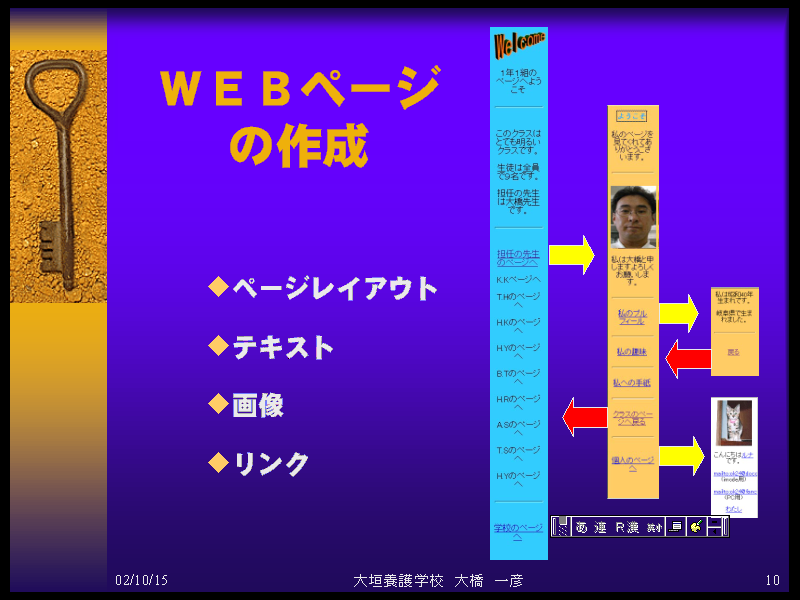 WEBページ
の作成
◆ページレイアウト
◆テキスト
◆画像
◆リンク
Welcome
1年1組の
ページへよう
こそ
このクラスは
とても明るい
クラスです。
生徒は全員
で9名です。
担任の先生
は大橋先生
です。
担任の先生
のページへ
K.Kページへ
T.Hのページ
へ
H.Kのページ
へ
H.Yのページ
へ
B.Tのページ
へ
H.Rのページ
へ
A.Sのページ
へ
T.Sのページ
へ
H.Yのページ
へ
学校のページ
へ
ようこそ
私のページを
見てくれてあ
りがとうござ
います。
私は大橋と申
しますよろしく
お願いしま
す。
私のプロ
フィール
私の趣味
私への手紙
クラスのペー
ジへ戻る
個人のページ
へ
私は昭和40年
生まれです。
岐阜県で生ま
れました。
戻る
こんにちはルナ
です。
(imode用)
(PC用)
わたし
あ 連 R 漢
02/10/15
大垣養護学校 大橋 一彦
10